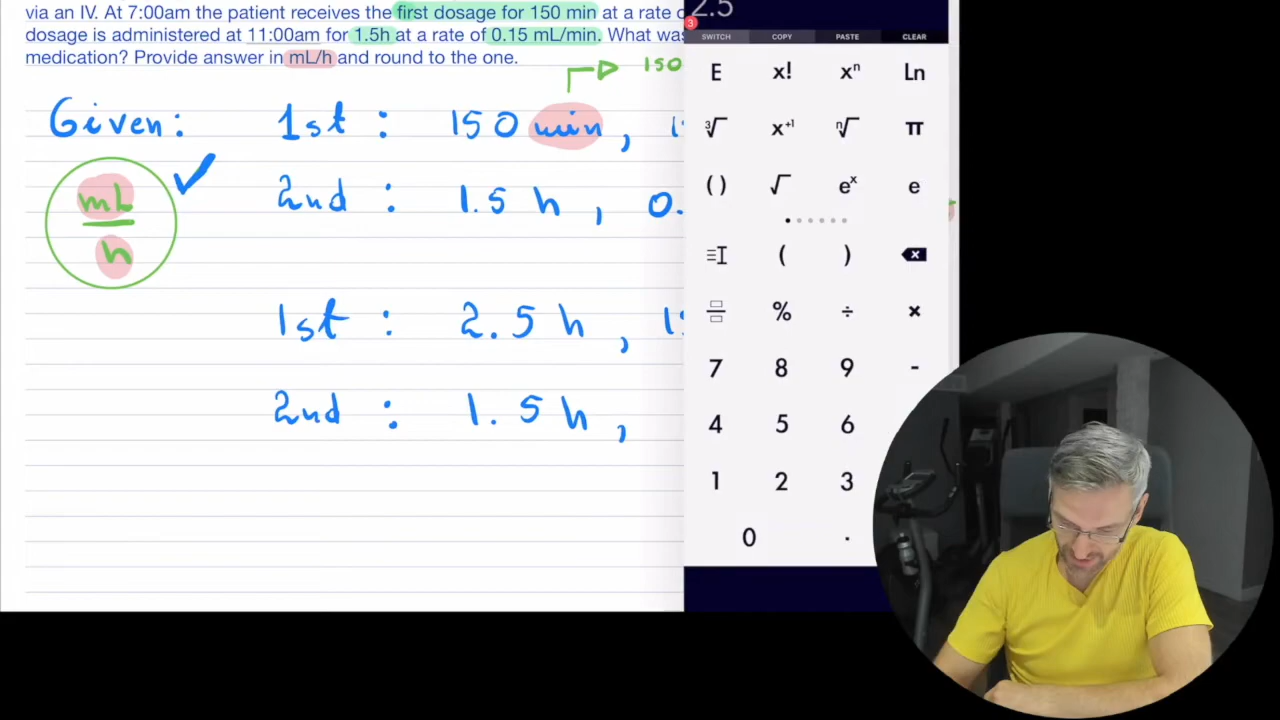 via an IV. At 7:00am the patient receives the first dosage for 150 min at a rate
dosage is administered at 11:00am for 1.5h at a rate of 0.15 mL/min. What was
medication? Provide answer in mL/h and round to the one.
150
Given: 1st : 150 min,
mL
h
2nd : 1.5 h, 0.
1st : 2.5 h,
2nd : 1.5 h,
2.5
3
SWITCH COPY PASTE CLEAR
E x! xⁿ Ln
∛ x⁺¹ ⁿ√ π
( ) √ eˣ e
( )
% ÷ ×
7 8 9 -
4 5 6
1 2 3
0 .